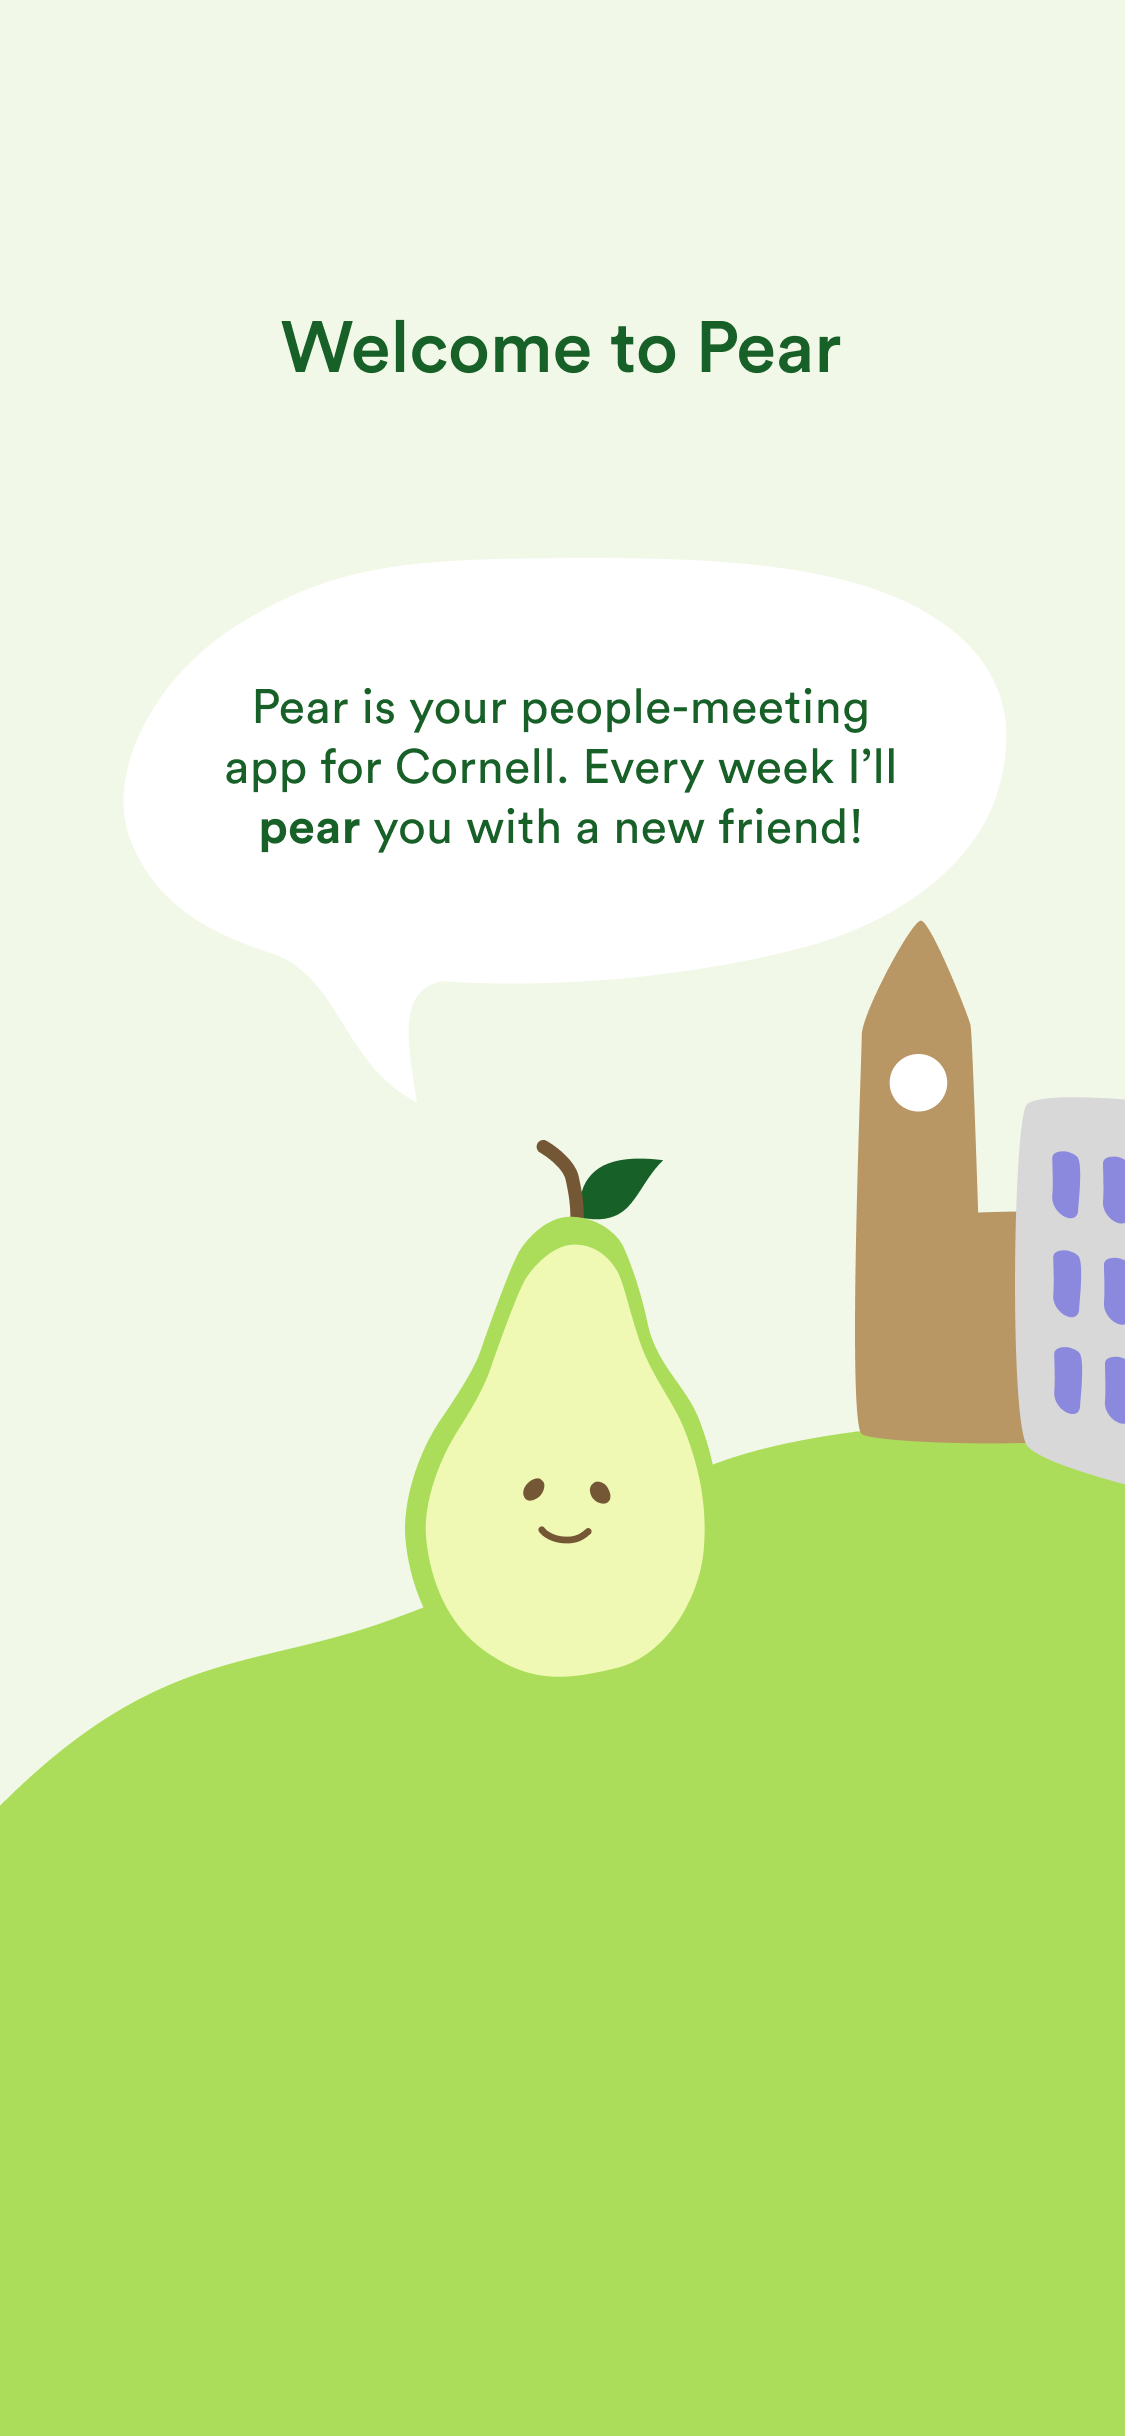 Welcome to Pear
Pear is your people-meeting
app for Cornell. Every week I’ll
pear you with a new friend!